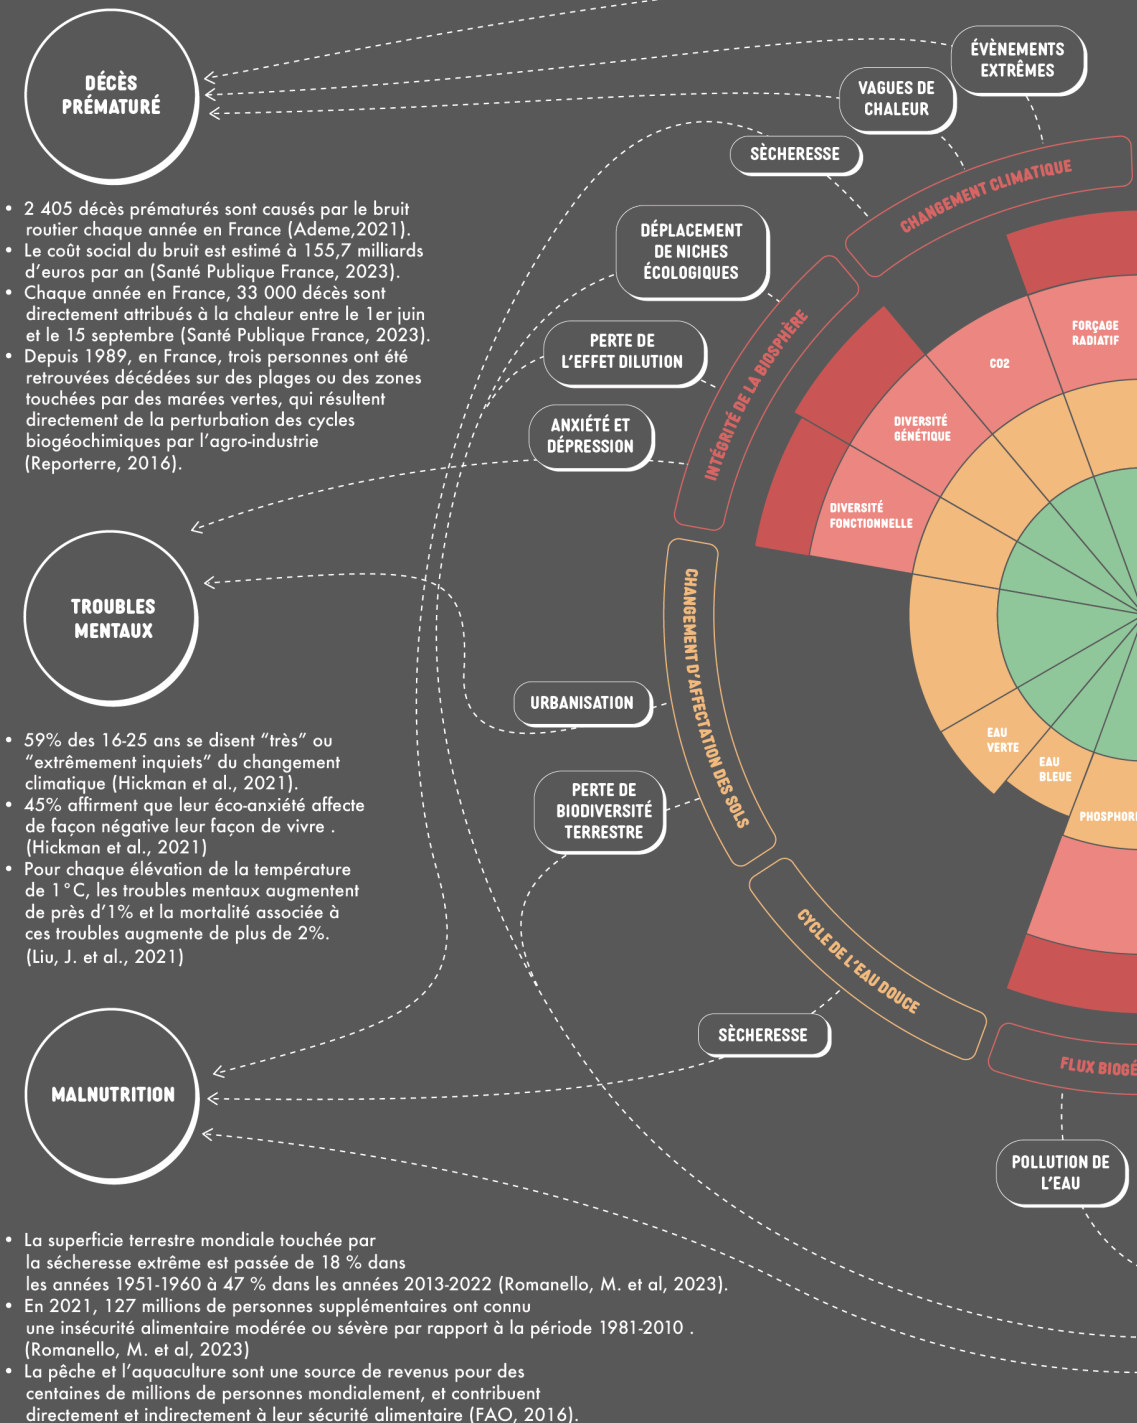 DÉCÈS
PRÉMATURÉ
• 2 405 décès prématurés sont causés par le bruit
routier chaque année en France (Ademe,2021).
• Le coût social du bruit est estimé à 155,7 milliards
d'euros par an (Santé Publique France, 2023).
• Chaque année en France, 33 000 décès sont
directement attribués à la chaleur entre le 1er juin
et le 15 septembre (Santé Publique France, 2023).
• Depuis 1989, en France, trois personnes ont été
retrouvées décédées sur des plages ou des zones
touchées par des marées vertes, qui résultent
directement de la perturbation des cycles
biogéochimiques par l'agro-industrie
(Reporterre, 2016).
TROUBLES
MENTAUX
• 59% des 16-25 ans se disent “très” ou
“extrêmement inquiets” du changement
climatique (Hickman et al., 2021).
• 45% affirment que leur éco-anxiété affecte
de façon négative leur façon de vivre .
(Hickman et al., 2021)
• Pour chaque élévation de la température
de 1°C, les troubles mentaux augmentent
de près d'1% et la mortalité associée à
ces troubles augmente de plus de 2%.
(Liu, J. et al., 2021)
MALNUTRITION
• La superficie terrestre mondiale touchée par
la sécheresse extrême est passée de 18 % dans
les années 1951-1960 à 47 % dans les années 2013-2022 (Romanello, M. et al, 2023).
• En 2021, 127 millions de personnes supplémentaires ont connu
une insécurité alimentaire modérée ou sévère par rapport à la période 1981-2010 .
(Romanello, M. et al, 2023)
• La pêche et l'aquaculture sont une source de revenus pour des
centaines de millions de personnes mondialement, et contribuent
directement et indirectement à leur sécurité alimentaire (FAO, 2016).
ÉVÈNEMENTS
EXTRÊMES
VAGUES DE
CHALEUR
SÈCHERESSE
DÉPLACEMENT
DE NICHES
ÉCOLOGIQUES
PERTE DE
L'EFFET DILUTION
ANXIÉTÉ ET
DÉPRESSION
URBANISATION
PERTE DE
BIODIVERSITÉ
TERRESTRE
SÈCHERESSE
POLLUTION DE
L'EAU
CHANGEMENT CLIMATIQUE
INTÉGRITÉ DE LA BIOSPHÈRE
CHANGEMENT D'AFFECTATION DES SOLS
CYCLE DE L'EAU DOUCE
FLUX BIOGÉ
FORÇAGE
RADIATIF
CO2
DIVERSITÉ
GÉNÉTIQUE
DIVERSITÉ
FONCTIONNELLE
EAU
VERTE
EAU
BLEUE
PHOSPHOR